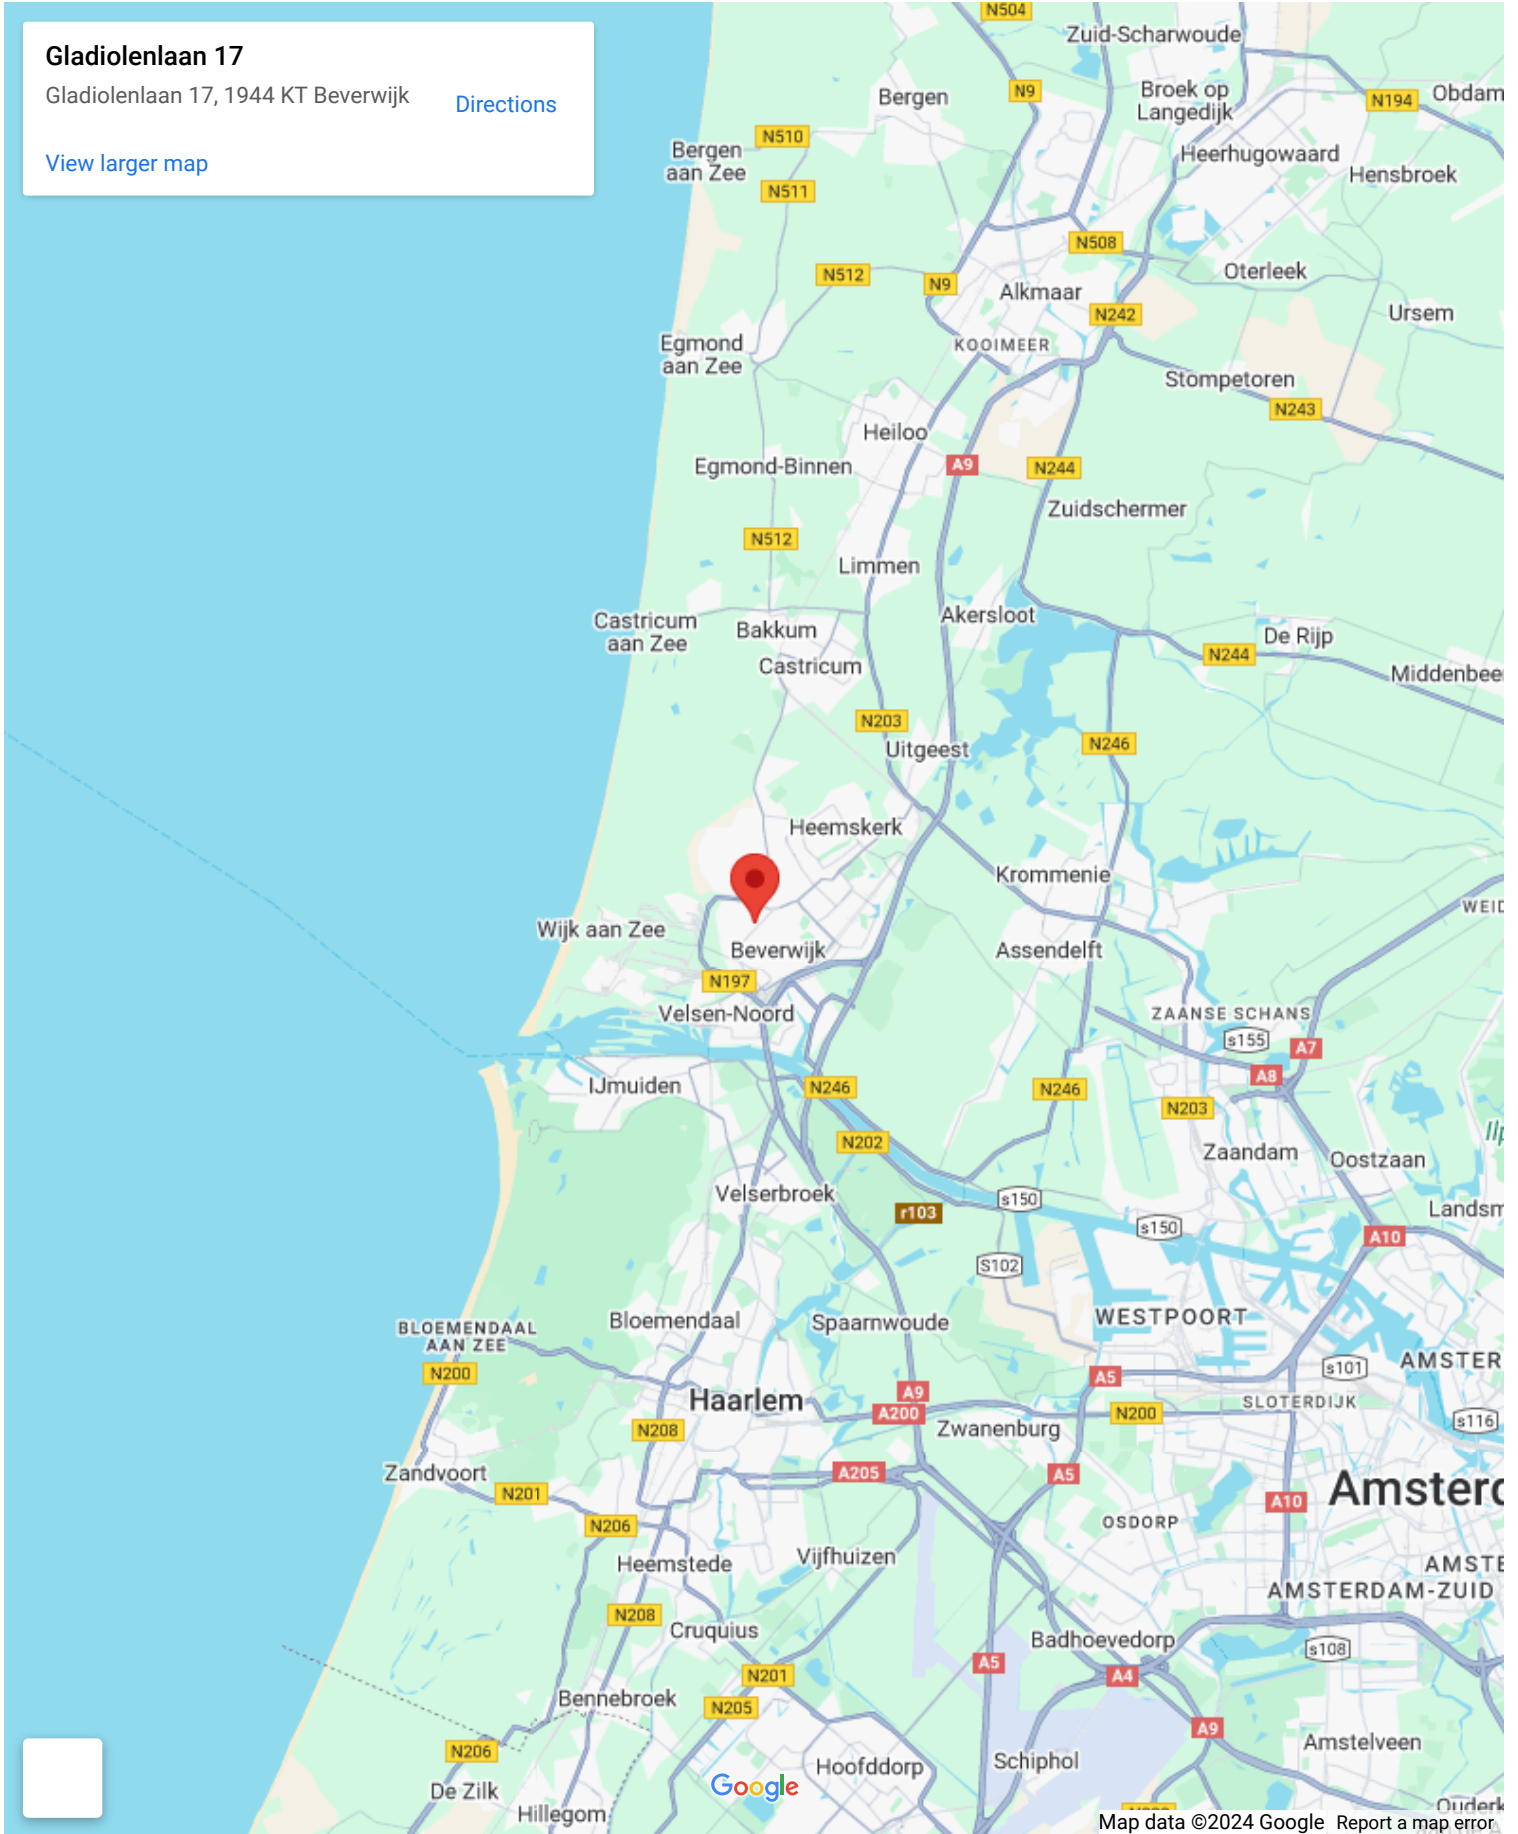 Gladiolenlaan 17
Gladiolenlaan 17, 1944 KT Beverwijk
Directions
View larger map
N504
Zuid-Scharwoude
N9
Bergen
Broek op
Langedijk
N194
Obdam
N510
Bergen
aan Zee
Heerhugowaard
Hensbroek
N511
N508
N512
N9
Oterleek
Alkmaar
N242
Ursem
Egmond
aan Zee
KOOIMEER
Stompetoren
N243
Heiloo
Egmond-Binnen
A9
N244
Zuidschermer
N512
Limmen
Akersloot
Castricum
aan Zee
Bakkum
De Rijp
N244
Castricum
Middenbee
N203
Uitgeest
N246
Heemskerk
Krommenie
WEID
Wijk aan Zee
Beverwijk
Assendelft
N197
Velsen-Noord
ZAANSE SCHANS
s155
A7
A8
IJmuiden
N246
N246
N203
N202
Ilp
Zaandam
Oostzaan
Velserbroek
s150
r103
Landsm
s150
A10
S102
Bloemendaal
Spaarnwoude
WESTPOORT
BLOEMENDAAL
AAN ZEE
N200
s101
AMSTER
A5
A9
Haarlem
A200
N200
SLOTERDIJK
s116
N208
Zwanenburg
Zandvoort
A205
A5
N201
Amsterd
A10
N206
OSDORP
Heemstede
Vijfhuizen
AMSTE
AMSTERDAM-ZUID
N208
Cruquius
Badhoevedorp
s108
A5
N201
A4
Bennebroek
N205
A9
N206
Amstelveen
Hoofddorp
Schiphol
De Zilk
Google
Hillegom
Ouderk
Map data ©2024 Google
Report a map error